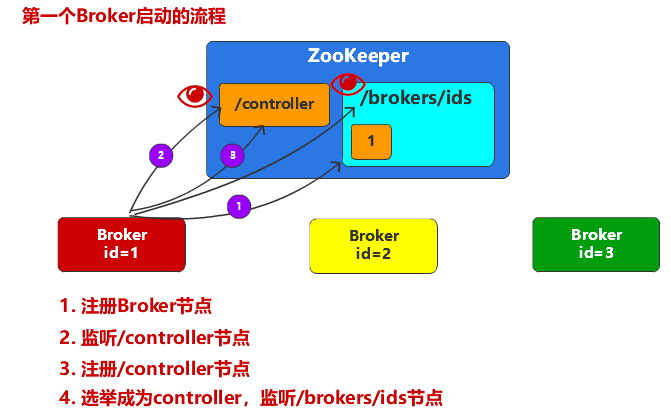 第一个Broker启动的流程
ZooKeeper
/controller
/brokers/ids
1
2
3
1
Broker
id=1
Broker
id=2
Broker
id=3
1. 注册Broker节点
2. 监听/controller节点
3. 注册/controller节点
4. 选举成为controller，监听/brokers/ids节点